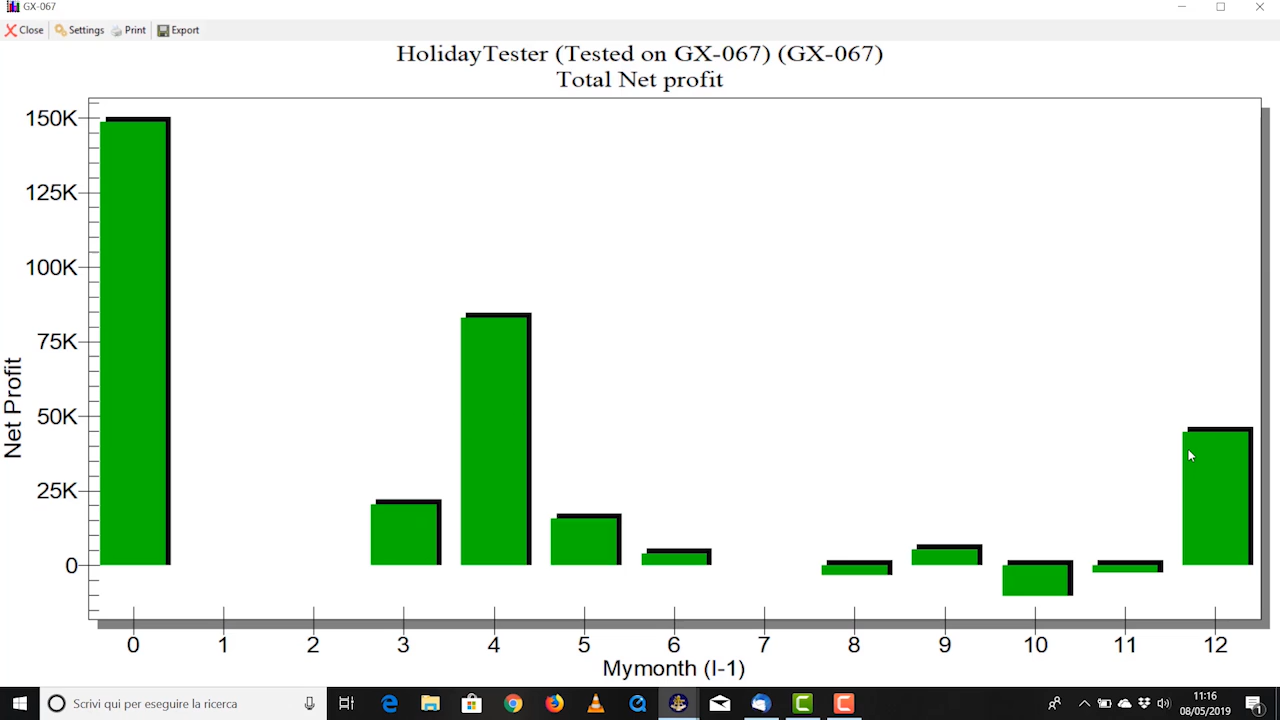 GX-067
Close Settings Print Export
HolidayTester (Tested on GX-067) (GX-067)
Total Net profit
150K
125K
100K
75K
50K
25K
0
Net Profit
0 1 2 3 4 5 6 7 8 9 10 11 12
Mymonth (I-1)
Scrivi qui per eseguire la ricerca
11:16
08/05/2019
1